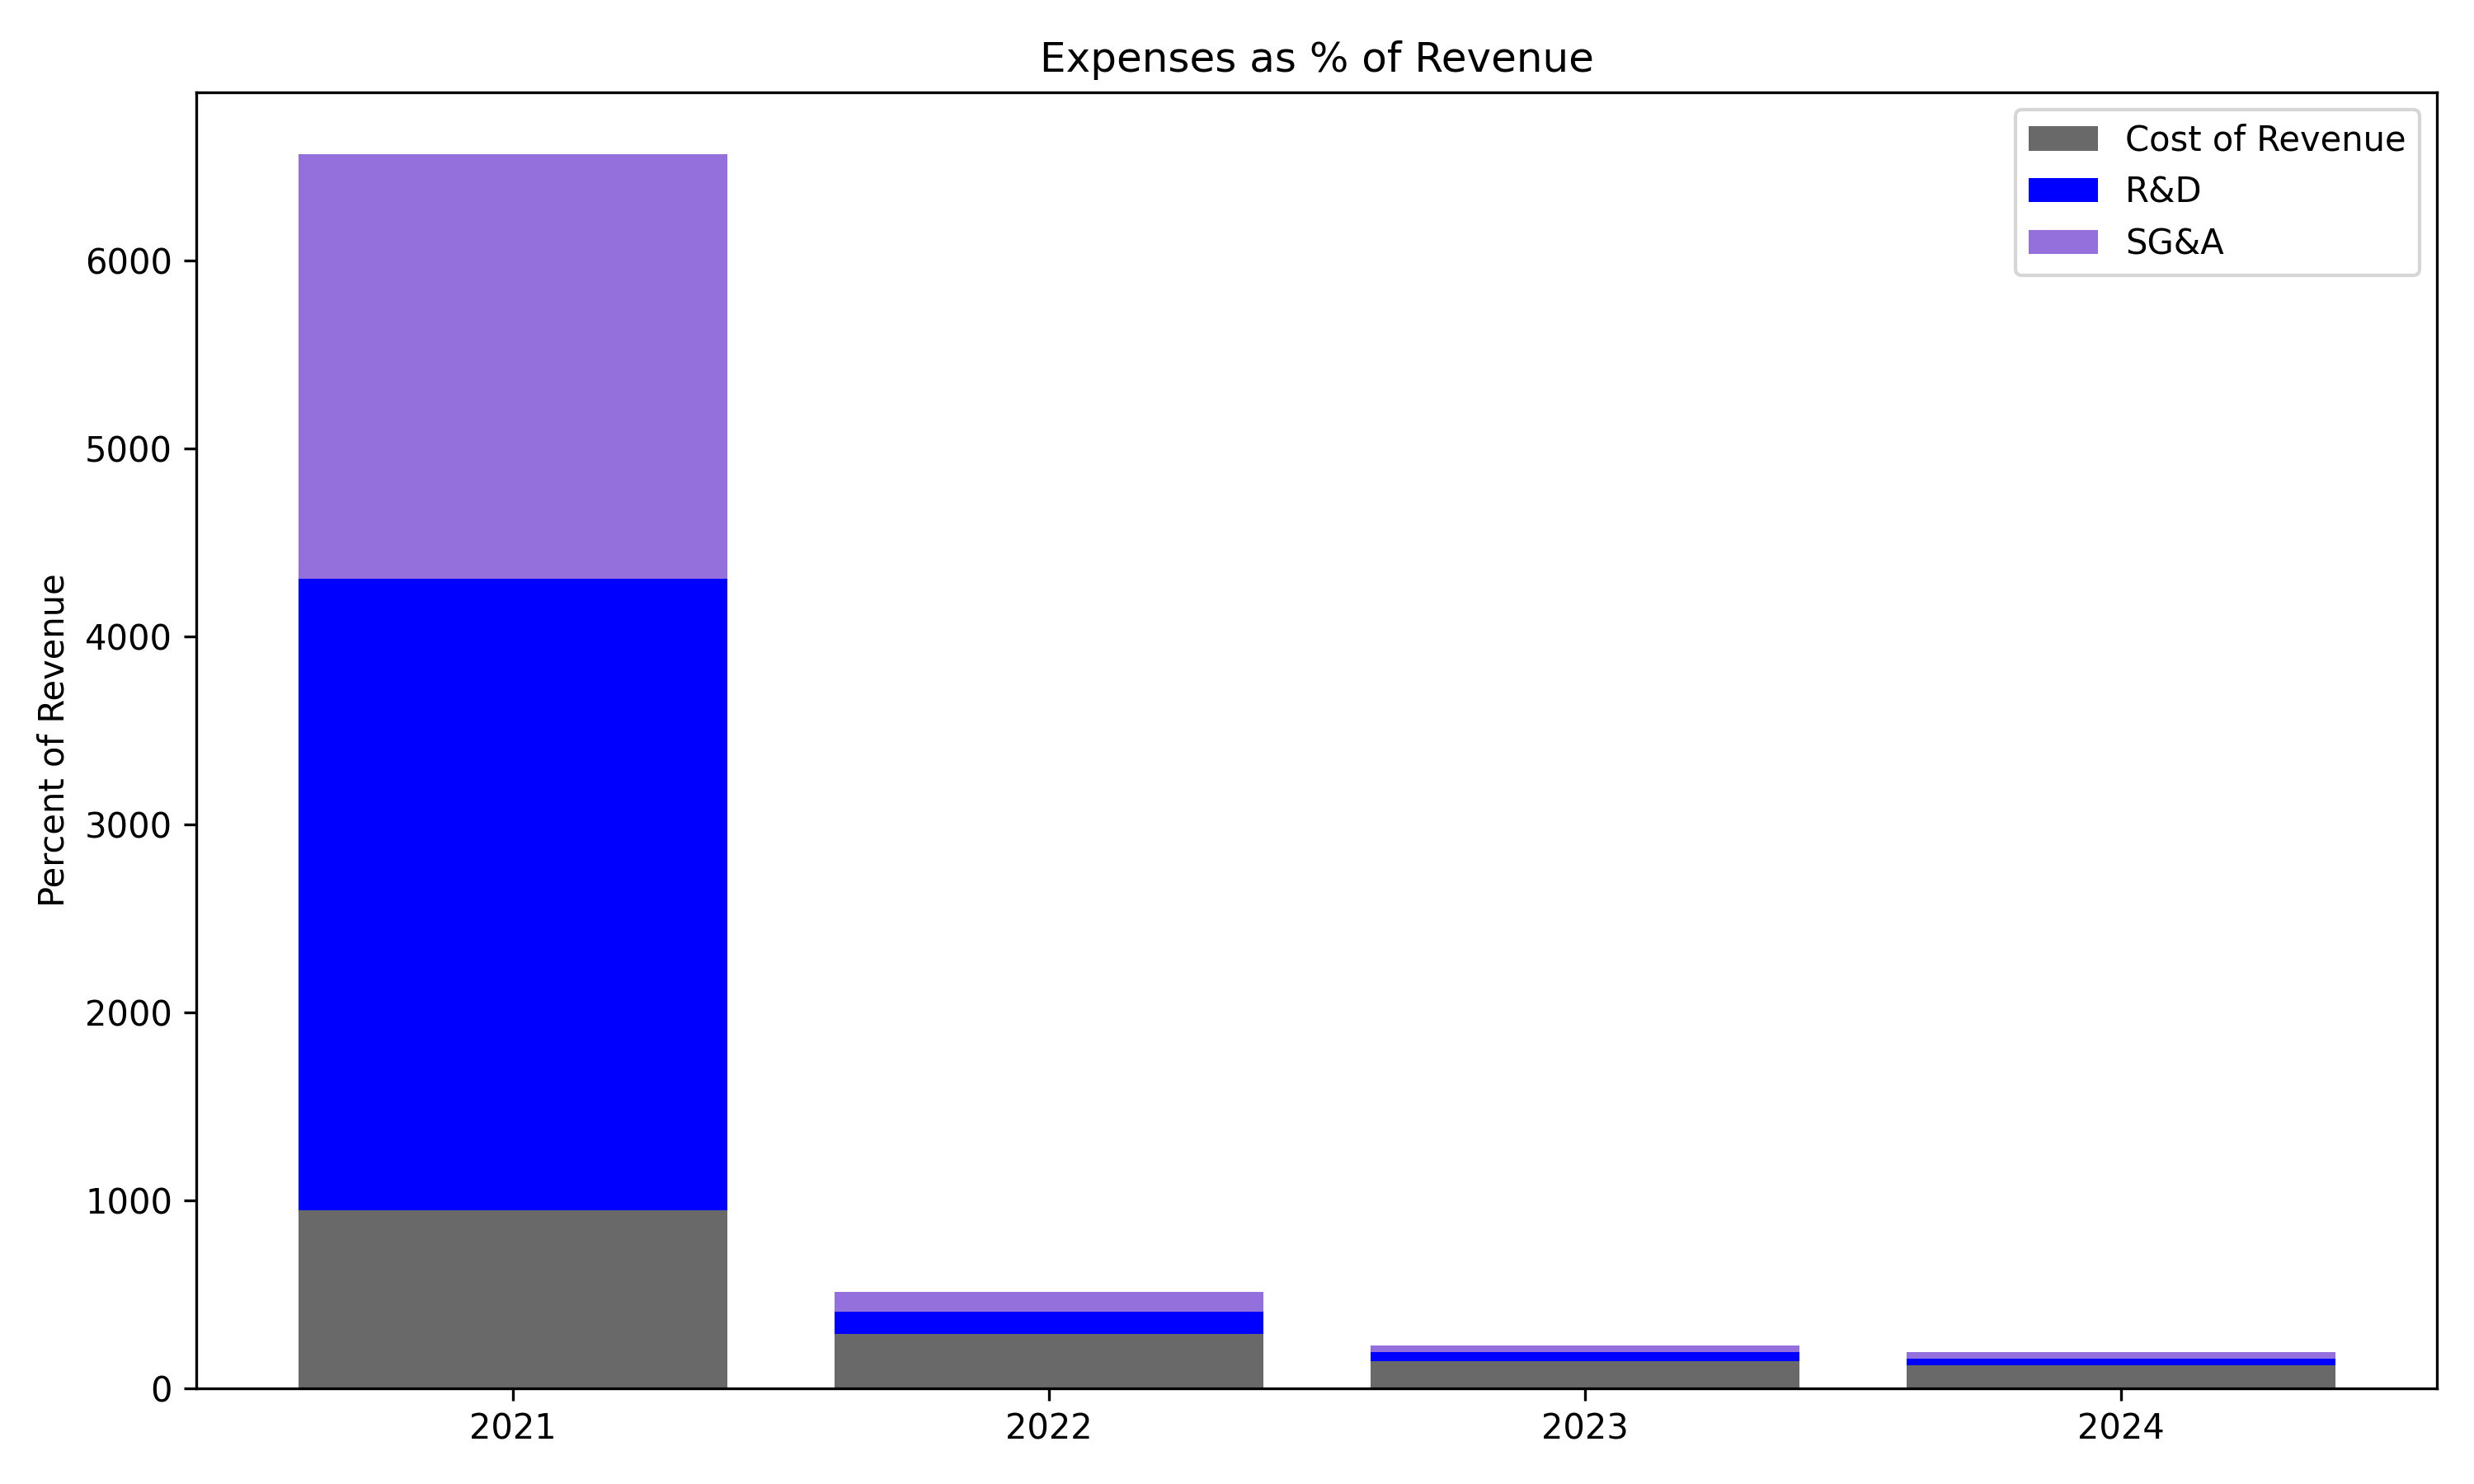 Expenses as % of Revenue
Cost of Revenue
R&D
SG&A
Percent of Revenue
6000
5000
4000
3000
2000
1000
0
2021
2022
2023
2024